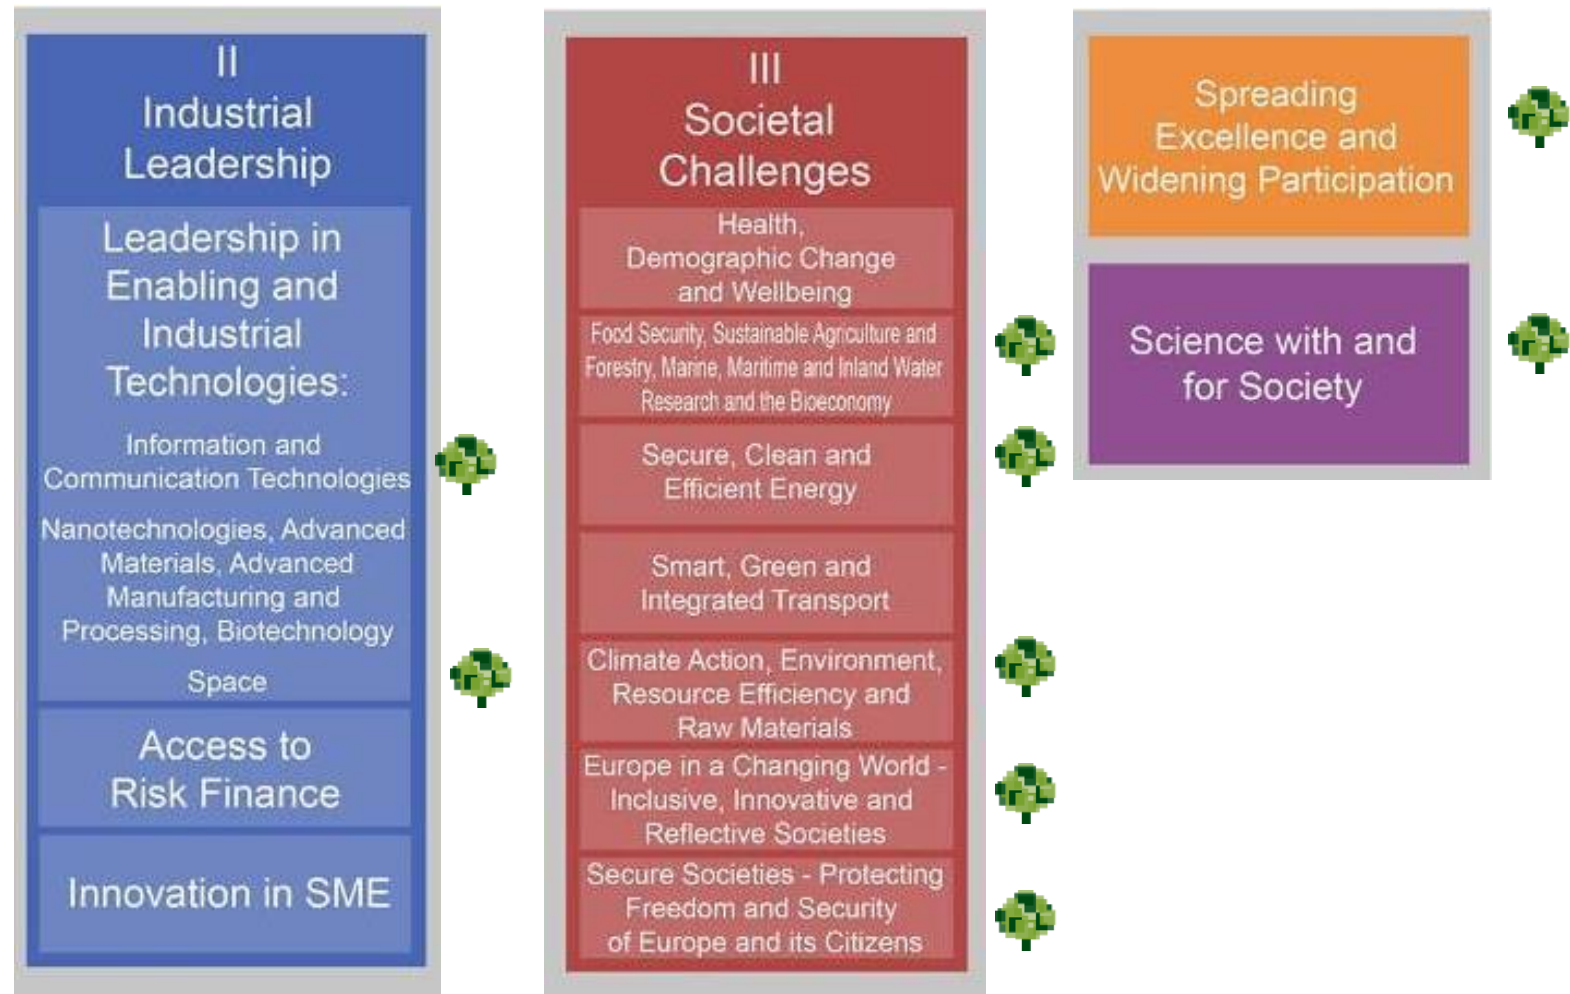 II
Industrial
Leadership
Leadership in
Enabling and
Industrial
Technologies:
Information and
Communication Technologies
Nanotechnologies, Advanced
Materials, Advanced
Manufacturing and
Processing, Biotechnology
Space
Access to
Risk Finance
Innovation in SME
III
Societal
Challenges
Health,
Demographic Change
and Wellbeing
Food Security, Sustainable Agriculture and
Forestry, Marine, Maritime and Inland Water
Research and the Bioeconomy
Secure, Clean and
Efficient Energy
Smart, Green and
Integrated Transport
Climate Action, Environment,
Resource Efficiency and
Raw Materials
Europe in a Changing World -
Inclusive, Innovative and
Reflective Societies
Secure Societies - Protecting
Freedom and Security
of Europe and its Citizens
Spreading
Excellence and
Widening Participation
Science with and
for Society